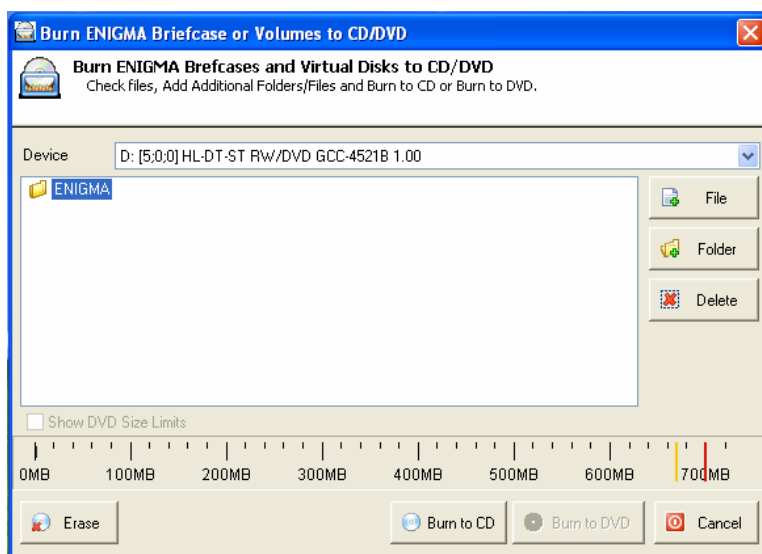 Burn ENIGMA Briefcase or Volumes to CD/DVD
Burn ENIGMA Brefcases and Virtual Disks to CD/DVD
Check files, Add Additional Folders/Files and Burn to CD or Burn to DVD.
Device D: [5;0;0] HL-DT-ST RW/DVD GCC-4521B 1.00
ENIGMA
File
Folder
Delete
Show DVD Size Limits
0MB 100MB 200MB 300MB 400MB 500MB 600MB 700MB
Erase Burn to CD Burn to DVD Cancel